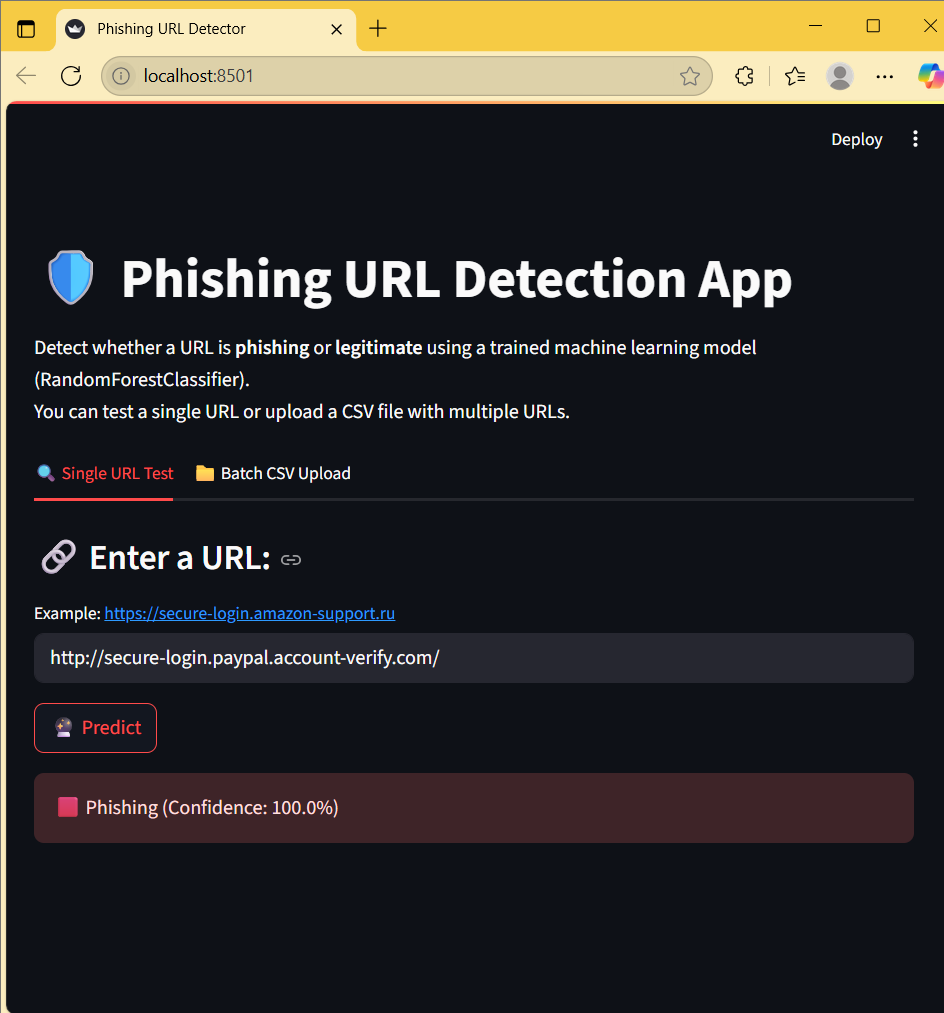 Phishing URL Detector
localhost:8501
Deploy
Phishing URL Detection App
Detect whether a URL is phishing or legitimate using a trained machine learning model
(RandomForestClassifier).
You can test a single URL or upload a CSV file with multiple URLs.
Single URL Test Batch CSV Upload
Enter a URL:
Example: https://secure-login.amazon-support.ru
http://secure-login.paypal.account-verify.com/
Predict
Phishing (Confidence: 100.0%)